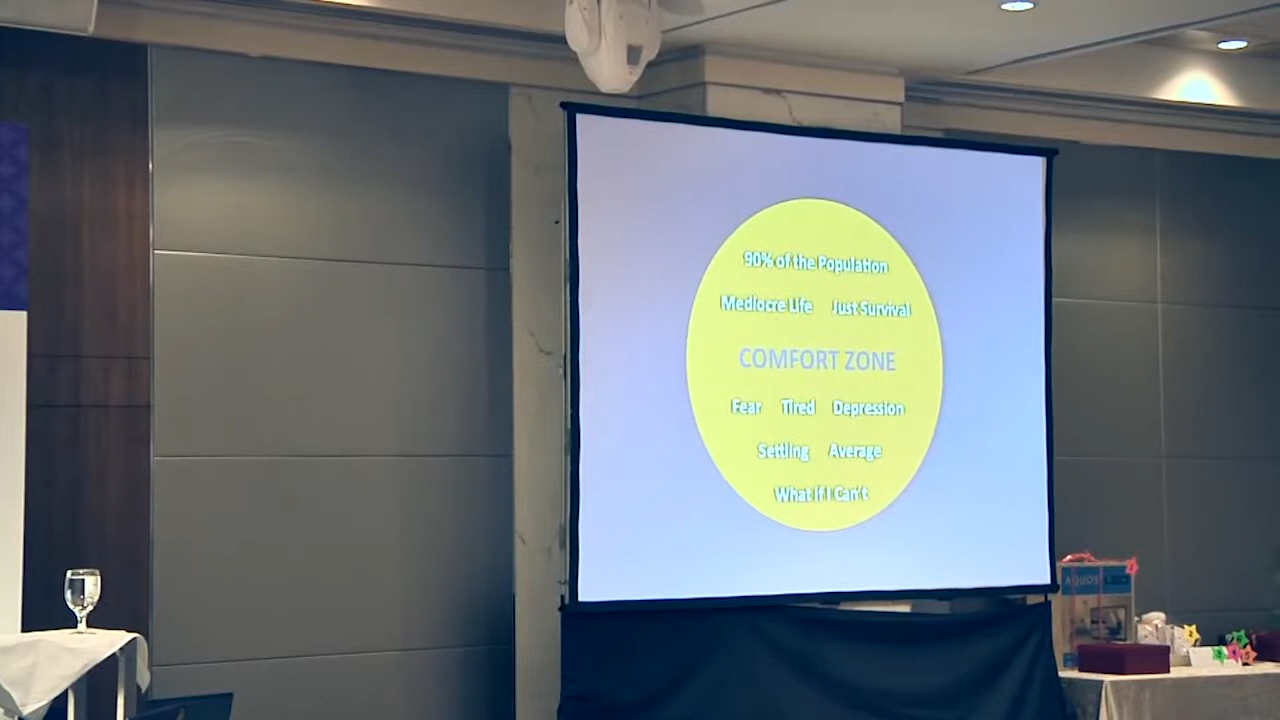 90% of the Population
Mediocre Life Just Survival
COMFORT ZONE
Fear Tired Depression
Settling Average
What if I Can't
AQUOS